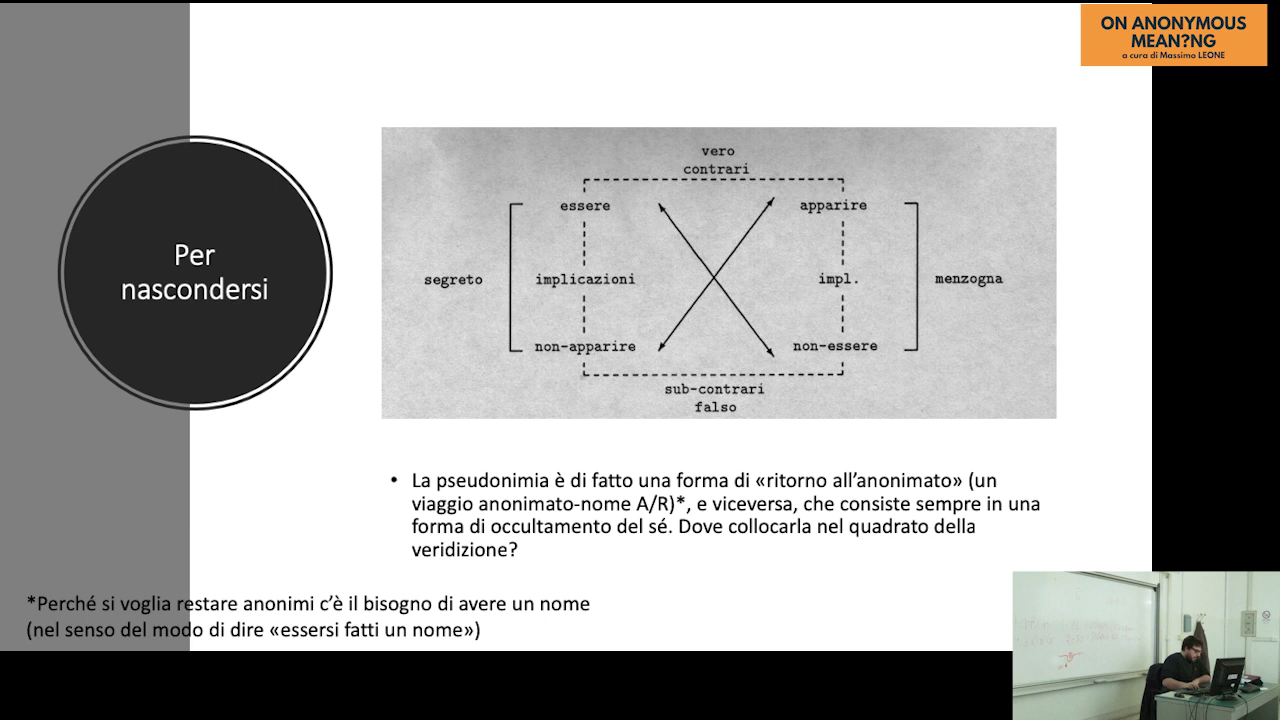 ON ANONYMOUS
MEAN?NG
a cura di Massimo LEONE
Per
nascondersi
vero
contrari
essere
apparire
segreto
implicazioni
impl.
menzogna
non-apparire
non-essere
sub-contrari
falso
• La pseudonimia è di fatto una forma di «ritorno all’anonimato» (un
viaggio anonimato-nome A/R)*, e viceversa, che consiste sempre in una
forma di occultamento del sé. Dove collocarla nel quadrato della
veridizione?
*Perché si voglia restare anonimi c’è il bisogno di avere un nome
(nel senso del modo di dire «essersi fatti un nome»)